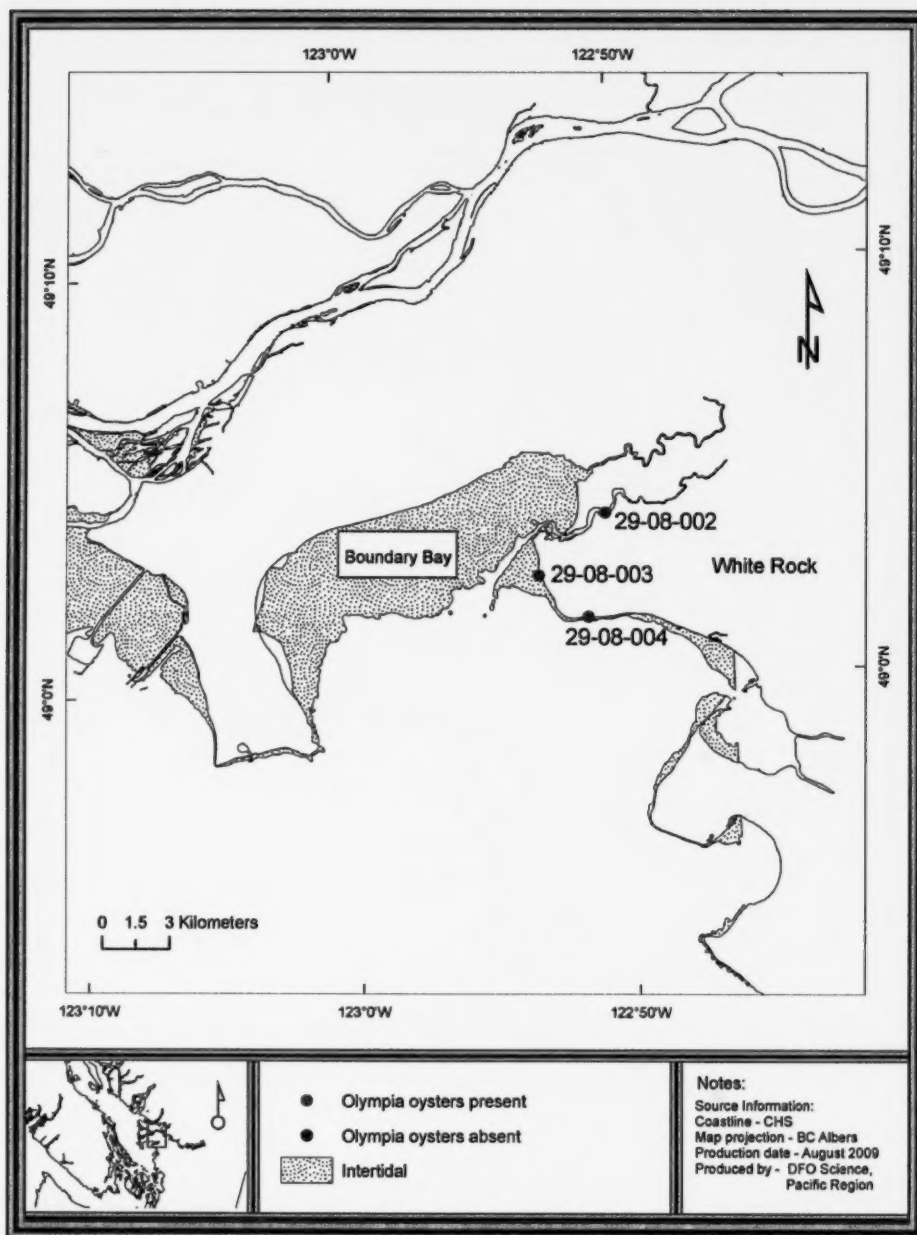 123°0'W
122°50'W
49°10'N
49°10'N
N
29-08-002
Boundary Bay
29-08-003
White Rock
29-08-004
49°0'N
49°0'N
0 1.5 3 Kilometers
123°10'W
123°0'W
122°50'W
Olympia oysters present
Olympia oysters absent
Intertidal
Notes:
Source Information:
Coastline - CHS
Map projection - BC Albers
Production date - August 2009
Produced by - DFO Science,
Pacific Region